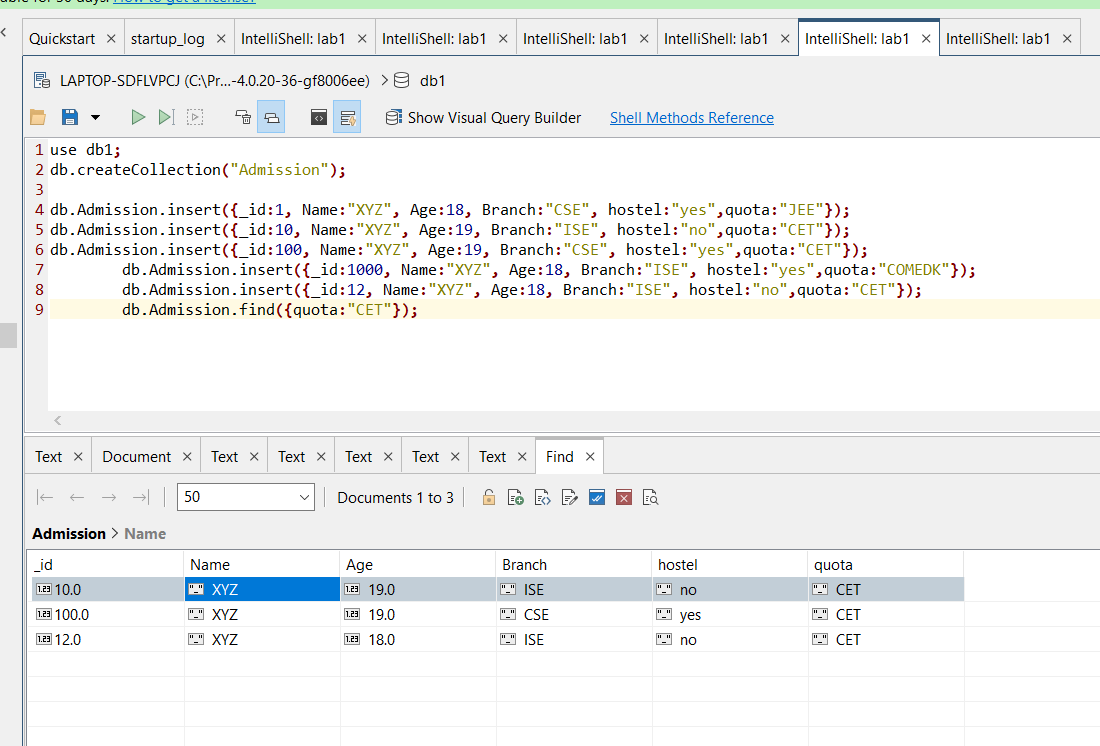 able for 30 days. How to get a license?
Quickstart startup_log IntelliShell: lab1 IntelliShell: lab1 IntelliShell: lab1 IntelliShell: lab1 IntelliShell: lab1 IntelliShell: lab1
LAPTOP-SDFLVPCJ (C:\Pr...-4.0.20-36-gf8006ee) > db1
Show Visual Query Builder Shell Methods Reference
1 use db1;
2 db.createCollection("Admission");
3
4 db.Admission.insert({_id:1, Name:"XYZ", Age:18, Branch:"CSE", hostel:"yes",quota:"JEE"});
5 db.Admission.insert({_id:10, Name:"XYZ", Age:19, Branch:"ISE", hostel:"no",quota:"CET"});
6 db.Admission.insert({_id:100, Name:"XYZ", Age:19, Branch:"CSE", hostel:"yes",quota:"CET"});
7 db.Admission.insert({_id:1000, Name:"XYZ", Age:18, Branch:"ISE", hostel:"yes",quota:"COMEDK"});
8 db.Admission.insert({_id:12, Name:"XYZ", Age:18, Branch:"ISE", hostel:"no",quota:"CET"});
9 db.Admission.find({quota:"CET"});
Text Document Text Text Text Text Text Find
50 Documents 1 to 3
Admission > Name
_id Name Age Branch hostel quota
10.0 XYZ 19.0 ISE no CET
100.0 XYZ 19.0 CSE yes CET
12.0 XYZ 18.0 ISE no CET